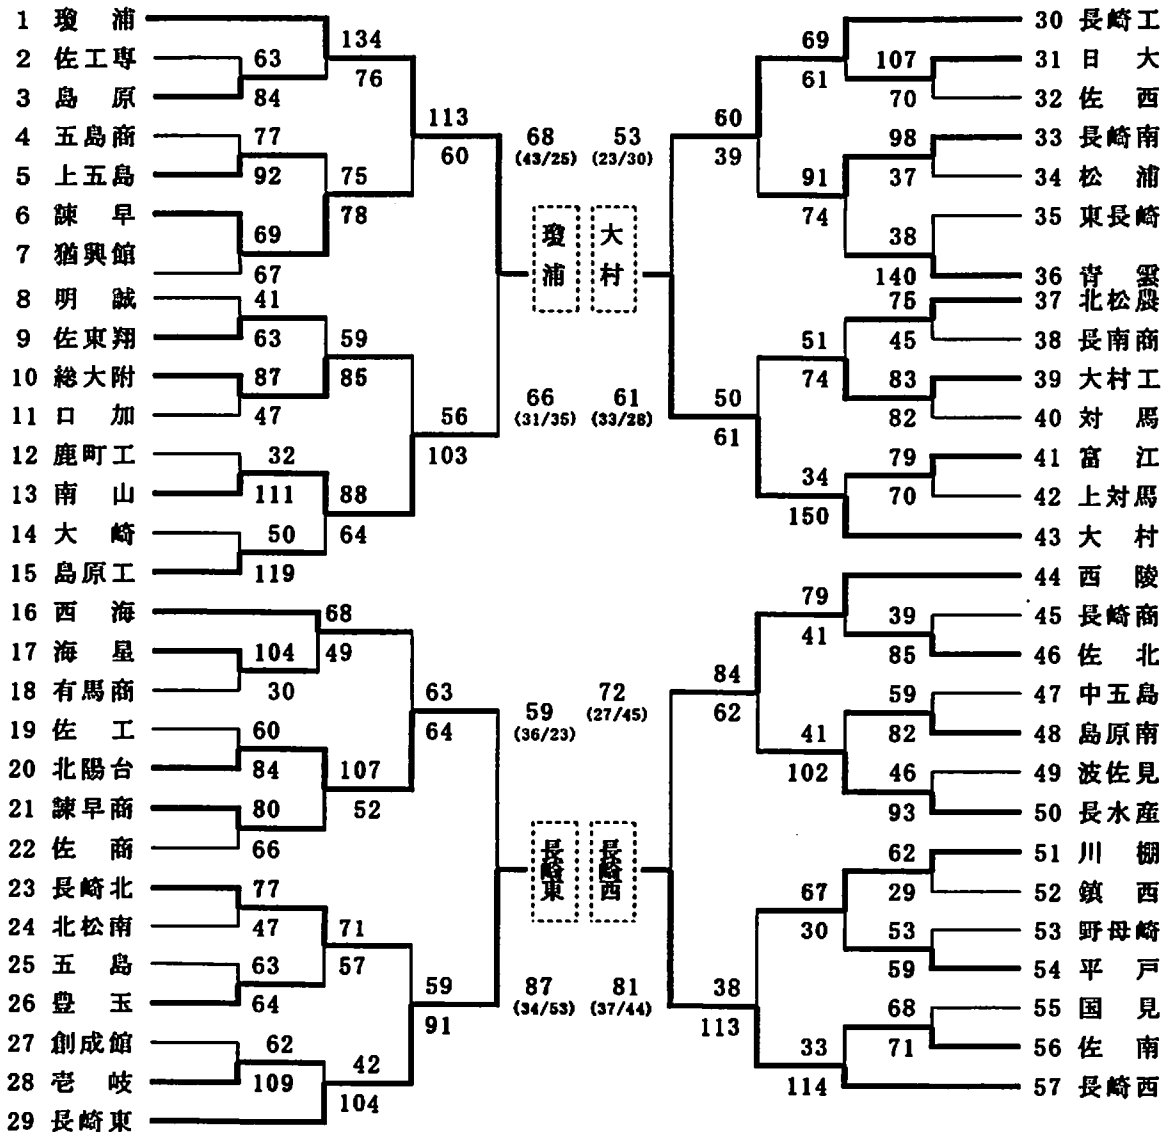 1 瓊浦
2 佐工専
3 島原
4 五島商
5 上五島
6 諫早
7 猶興館
8 明誠
9 佐東翔
10 総大附
11 口加
12 鹿町工
13 南山
14 大崎
15 島原工
16 西海
17 海星
18 有馬商
19 佐工
20 北陽台
21 諫早商
22 佐商
23 長崎北
24 北松南
25 五島
26 豊玉
27 創成館
28 壱岐
29 長崎東
63
84
77
92
69
67
41
63
87
47
32
111
50
119
104
30
60
84
80
66
77
47
63
64
62
109
134
76
75
78
59
85
88
64
68
49
107
52
71
57
42
104
113
60
56
103
63
64
59
91
68
(43/25)
66
(31/35)
59
(36/23)
87
(34/53)
瓊浦
長崎東
大村
長崎西
53
(23/30)
61
(33/28)
72
(27/45)
81
(37/44)
60
39
50
61
84
62
38
113
69
61
91
74
51
74
34
150
79
41
41
102
67
30
33
114
107
70
98
37
38
140
75
45
83
82
79
70
39
85
59
82
46
93
62
29
53
59
68
71
30 長崎工
31 日大
32 佐西
33 長崎南
34 松浦
35 東長崎
36 青雲
37 北松農
38 長南商
39 大村工
40 対馬
41 富江
42 上対馬
43 大村
44 西陵
45 長崎商
46 佐北
47 中五島
48 島原南
49 波佐見
50 長水産
51 川棚
52 鎮西
53 野母崎
54 平戸
55 国見
56 佐南
57 長崎西